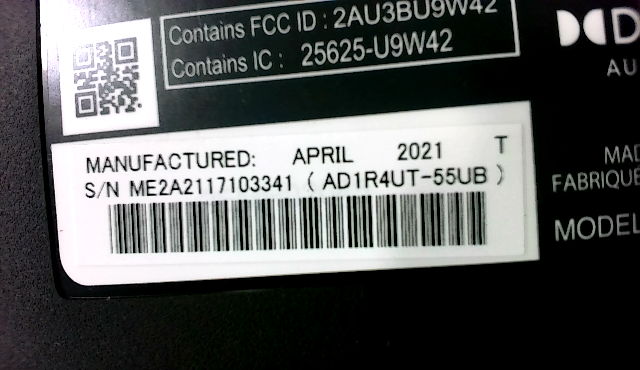 Contains FCC ID : 2AU3BU9W42
Contains IC : 25625-U9W42
AU
MANUFACTURED: APRIL 2021 T
S/N ME2A2117103341 ( AD1R4UT-55UB )
MAD
FABRIQUE
MODEL